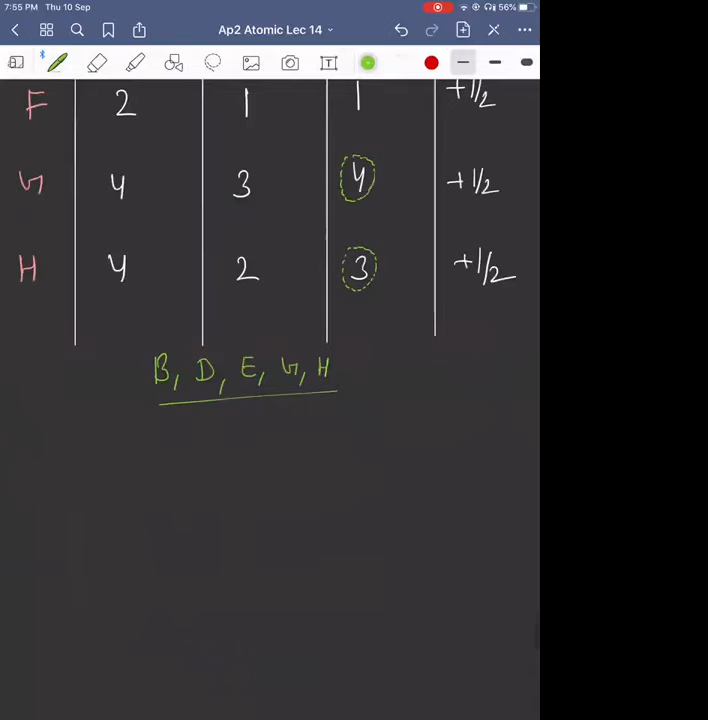 7:55 PM Thu 10 Sep 56%
Ap2 Atomic Lec 14
T
F 2 1 1 +1/2
G 4 3 4 +1/2
H 4 2 3 +1/2
B, D, E, G, H